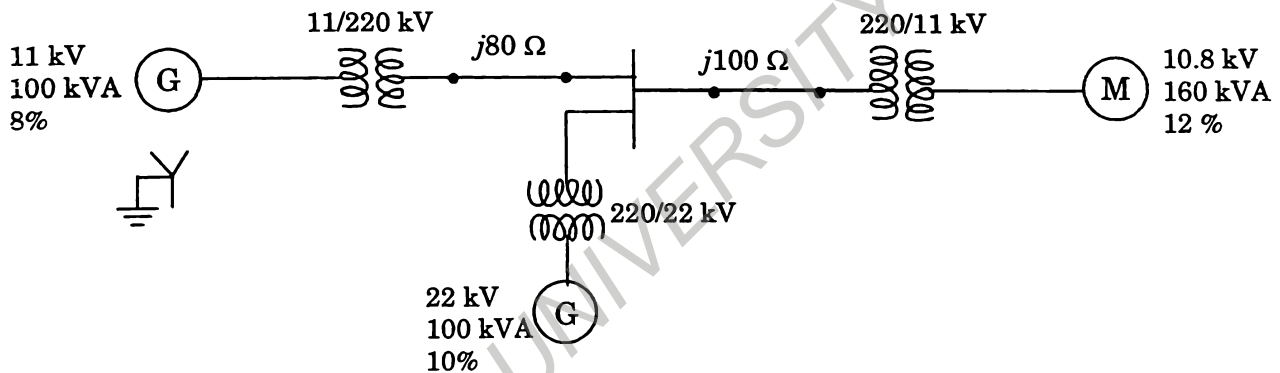 11/220 kV
220/11 kV
11 kV
100 kVA
8%
G
j80 Ω
j100 Ω
M
10.8 kV
160 kVA
12 %
220/22 kV
22 kV
100 kVA
10%
G
UNIVERSITY